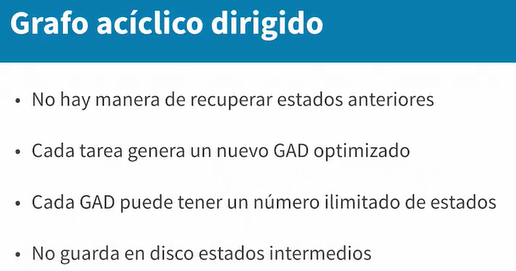 Grafo acíclico dirigido
• No hay manera de recuperar estados anteriores
• Cada tarea genera un nuevo GAD optimizado
• Cada GAD puede tener un número ilimitado de estados
• No guarda en disco estados intermedios